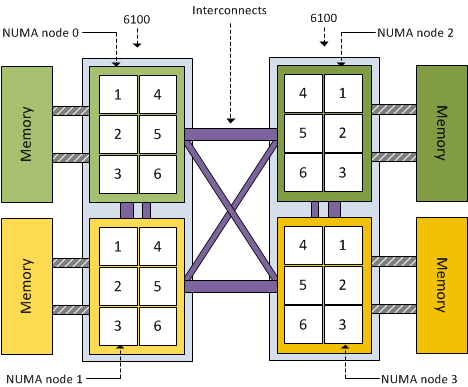 Interconnects
6100
6100
NUMA node 0
NUMA node 2
Memory
1 4
2 5
3 6
4 1
5 2
6 3
Memory
Memory
1 4
2 5
3 6
4 1
5 2
6 3
Memory
NUMA node 1
NUMA node 3